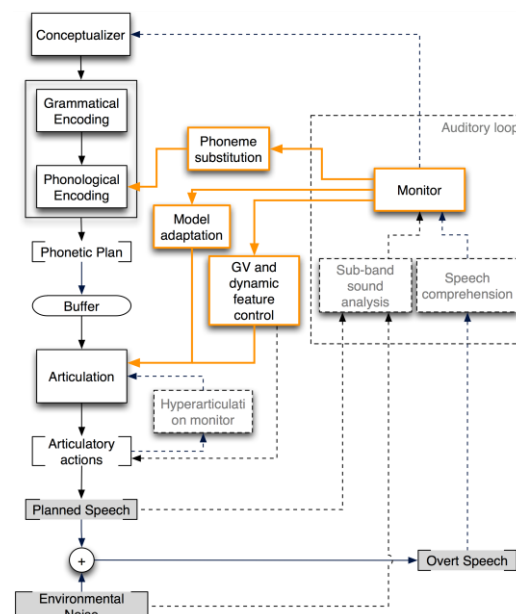 Conceptualizer
Auditory loop
Grammatical
Encoding
Phoneme
substitution
Phonological
Encoding
Monitor
Model
adaptation
[Phonetic Plan]
GV and
dynamic
feature
control
Sub-band
sound
analysis
Speech
comprehension
Buffer
Articulation
Hyperarticulati
on monitor
[Articulatory
actions]
[Planned Speech]
+
[Overt Speech]
Environmental